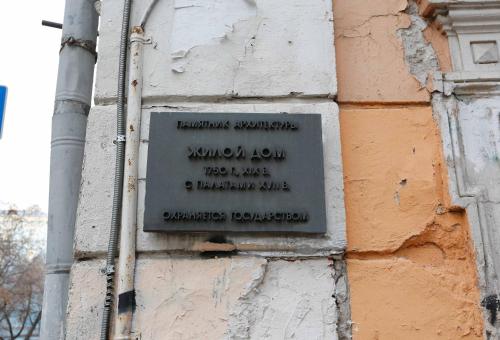 ПАМЯТНИК АРХИТЕКТУРЫ
ЖИЛОЙ ДОМ
1750 Г., XIX В.
С ПАЛАТАМИ XVII В.
ОХРАНЯЕТСЯ ГОСУДАРСТВОМ